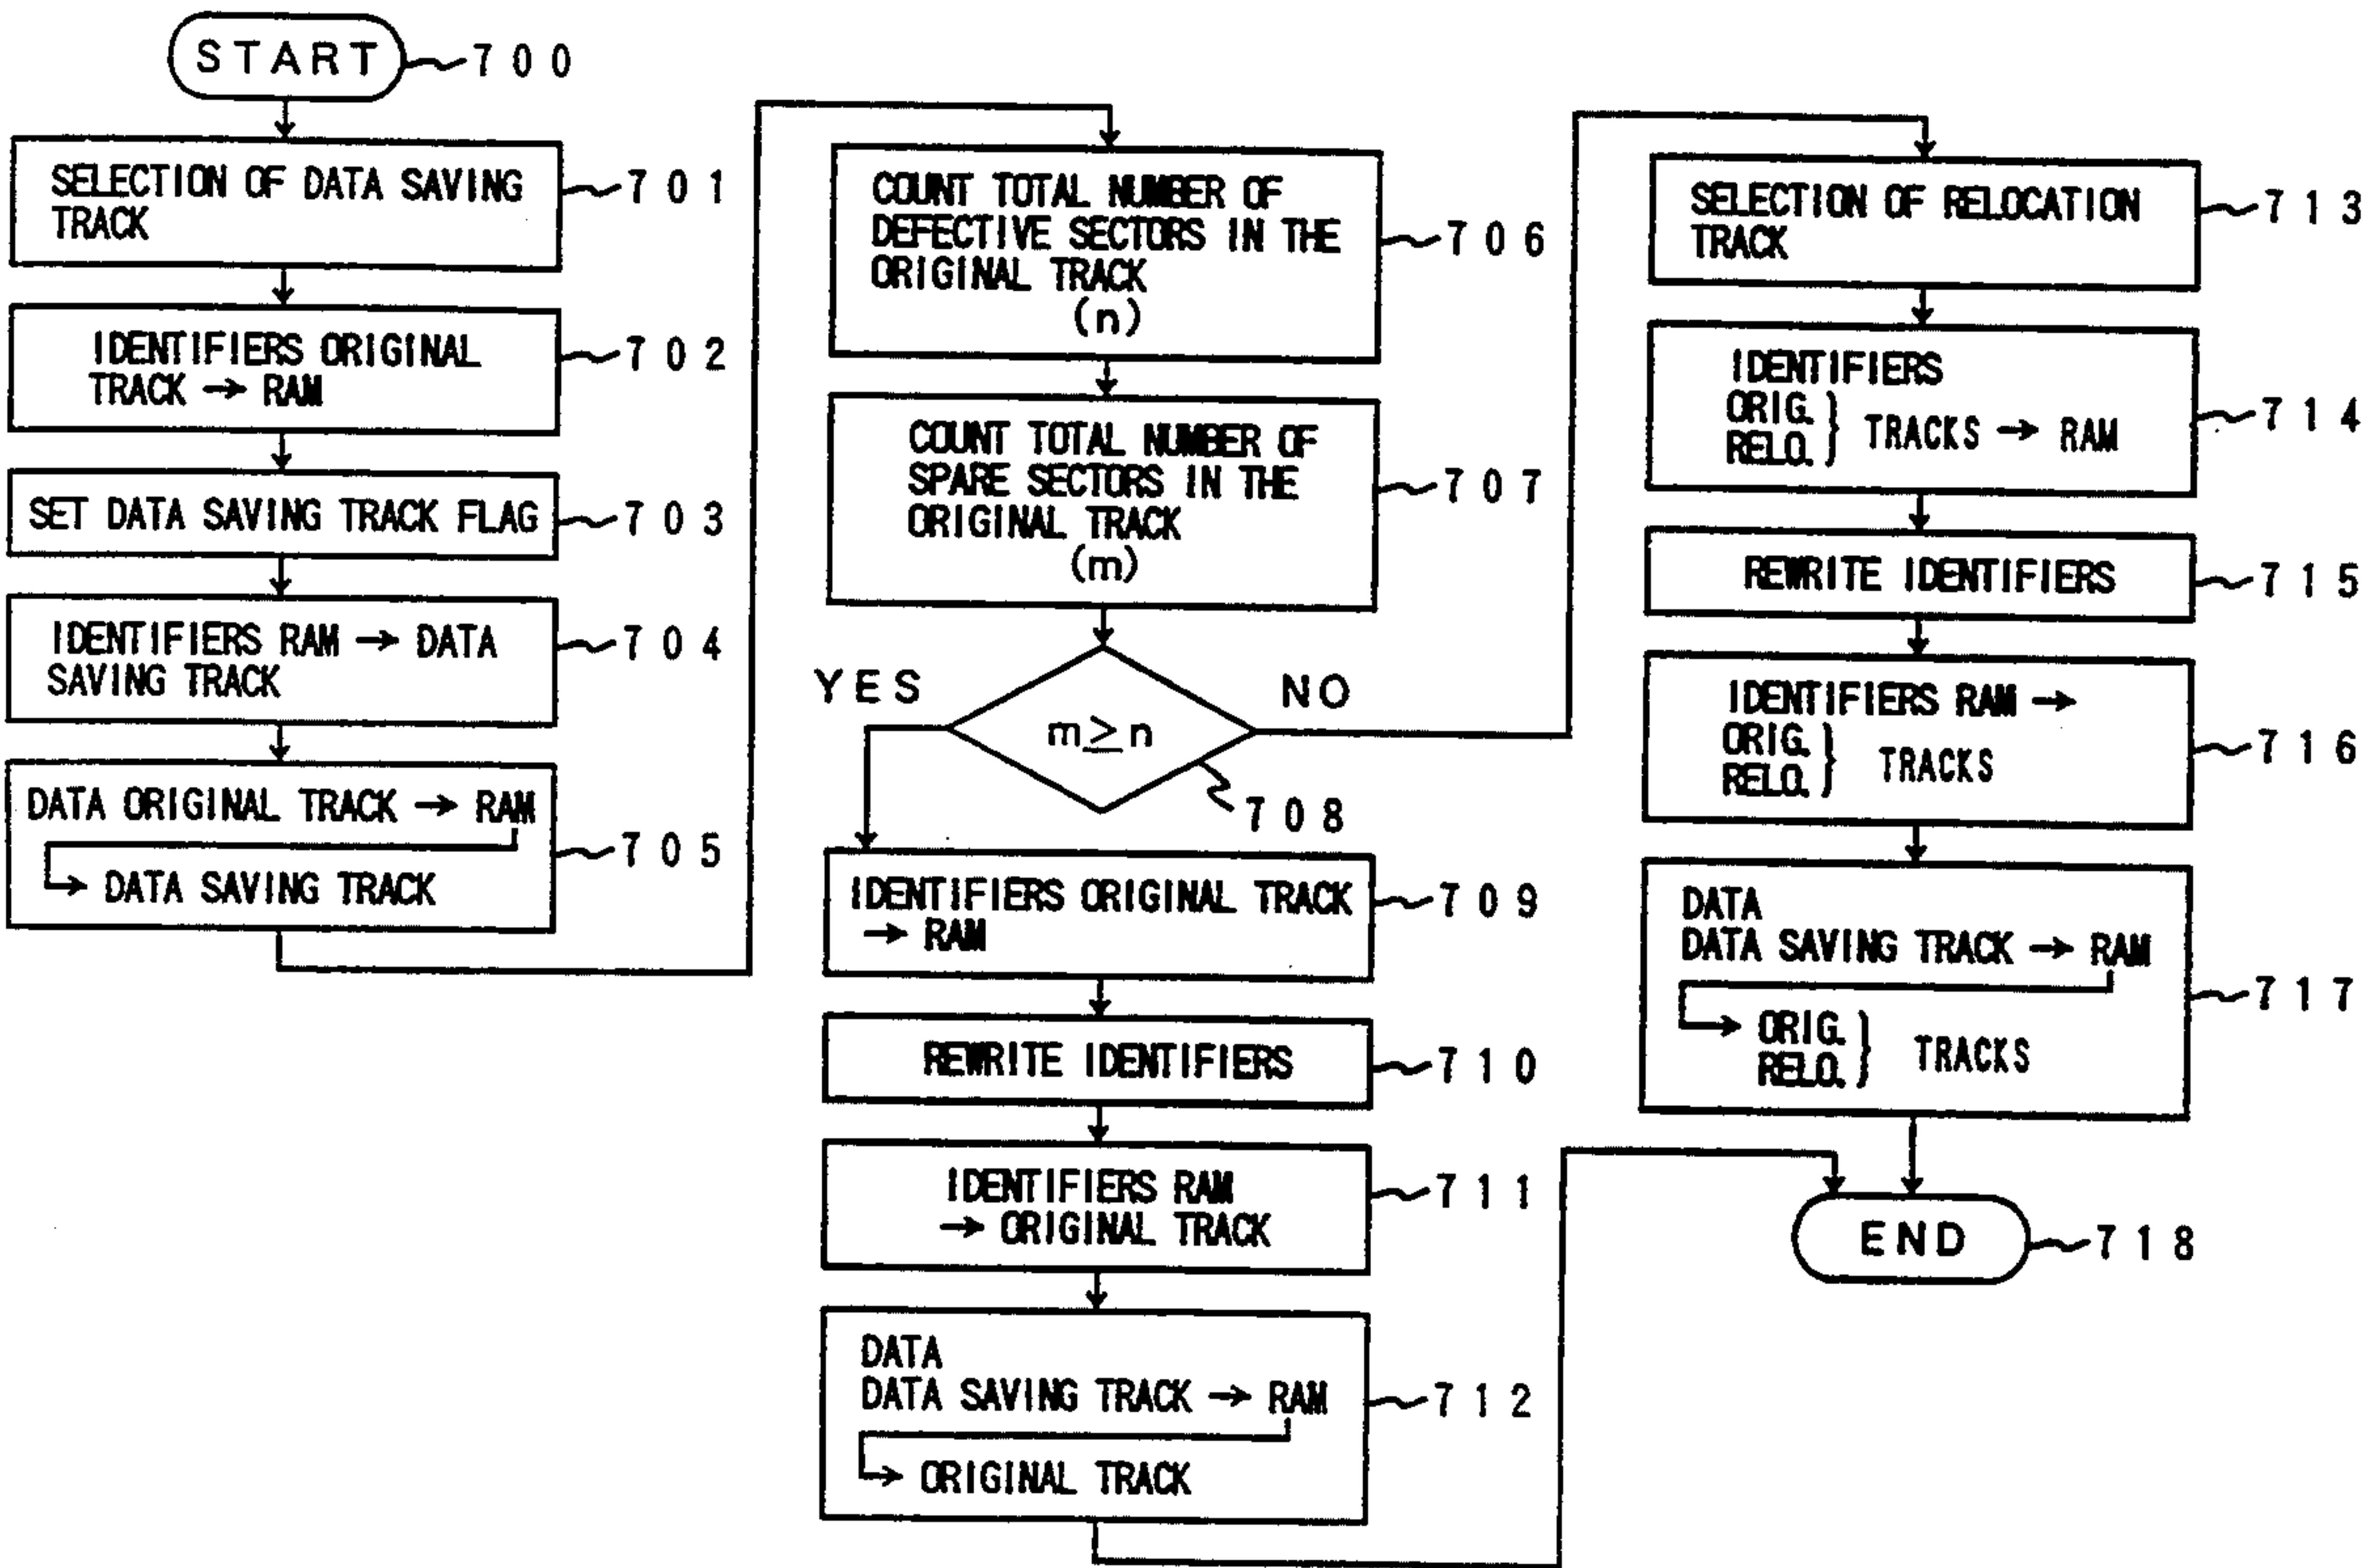 START
700
SELECTION OF DATA SAVING
TRACK
701
IDENTIFIERS ORIGINAL
TRACK → RAM
702
SET DATA SAVING TRACK FLAG
703
IDENTIFIERS RAM → DATA
SAVING TRACK
704
DATA ORIGINAL TRACK → RAM
→ DATA SAVING TRACK
705
COUNT TOTAL NUMBER OF
DEFECTIVE SECTORS IN THE
ORIGINAL TRACK
(n)
706
COUNT TOTAL NUMBER OF
SPARE SECTORS IN THE
ORIGINAL TRACK
(m)
707
YES
NO
m ≥ n
708
IDENTIFIERS ORIGINAL TRACK
→ RAM
709
REWRITE IDENTIFIERS
710
IDENTIFIERS RAM
→ ORIGINAL TRACK
711
DATA
DATA SAVING TRACK → RAM
→ ORIGINAL TRACK
712
SELECTION OF RELOCATION
TRACK
713
IDENTIFIERS
ORIG.
RELO. } TRACKS → RAM
714
REWRITE IDENTIFIERS
715
IDENTIFIERS RAM →
ORIG.
RELO. } TRACKS
716
DATA
DATA SAVING TRACK → RAM
→ ORIG.
RELO. } TRACKS
717
END
718